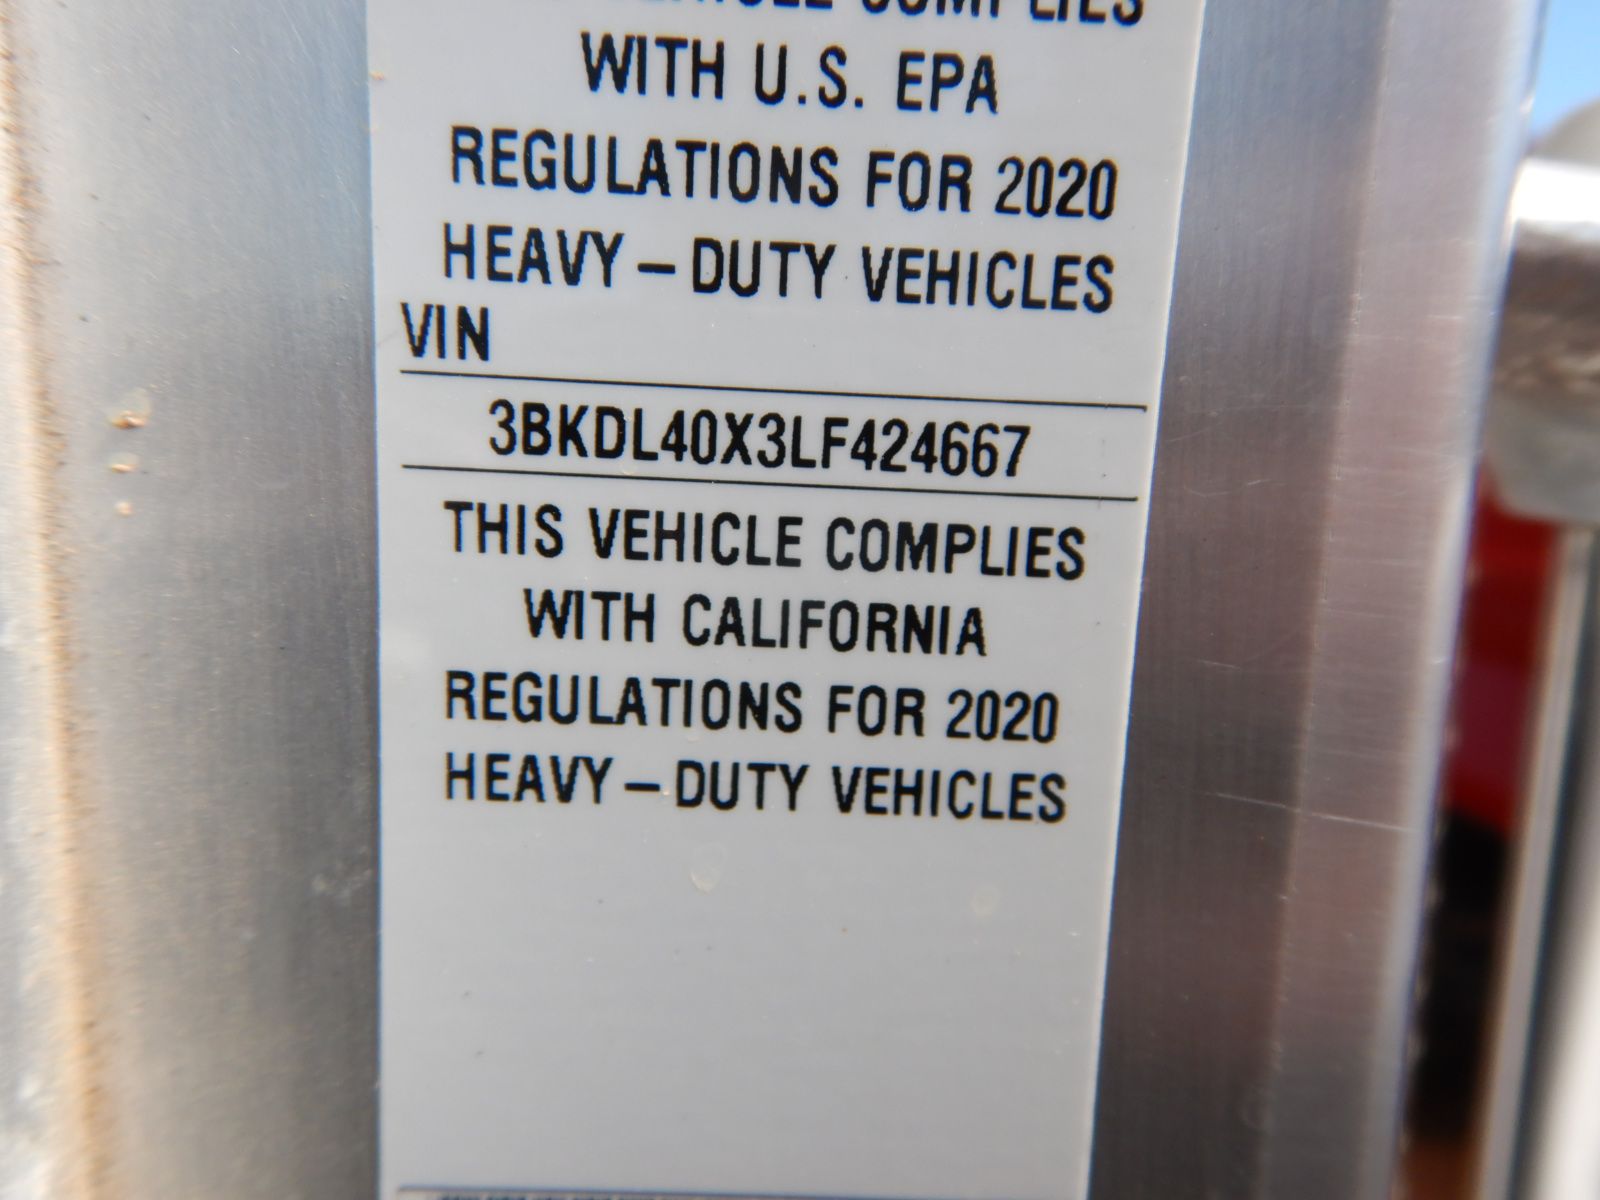 COMPLIES
WITH U.S. EPA
REGULATIONS FOR 2020
HEAVY-DUTY VEHICLES
VIN
3BKDL40X3LF424667
THIS VEHICLE COMPLIES
WITH CALIFORNIA
REGULATIONS FOR 2020
HEAVY-DUTY VEHICLES